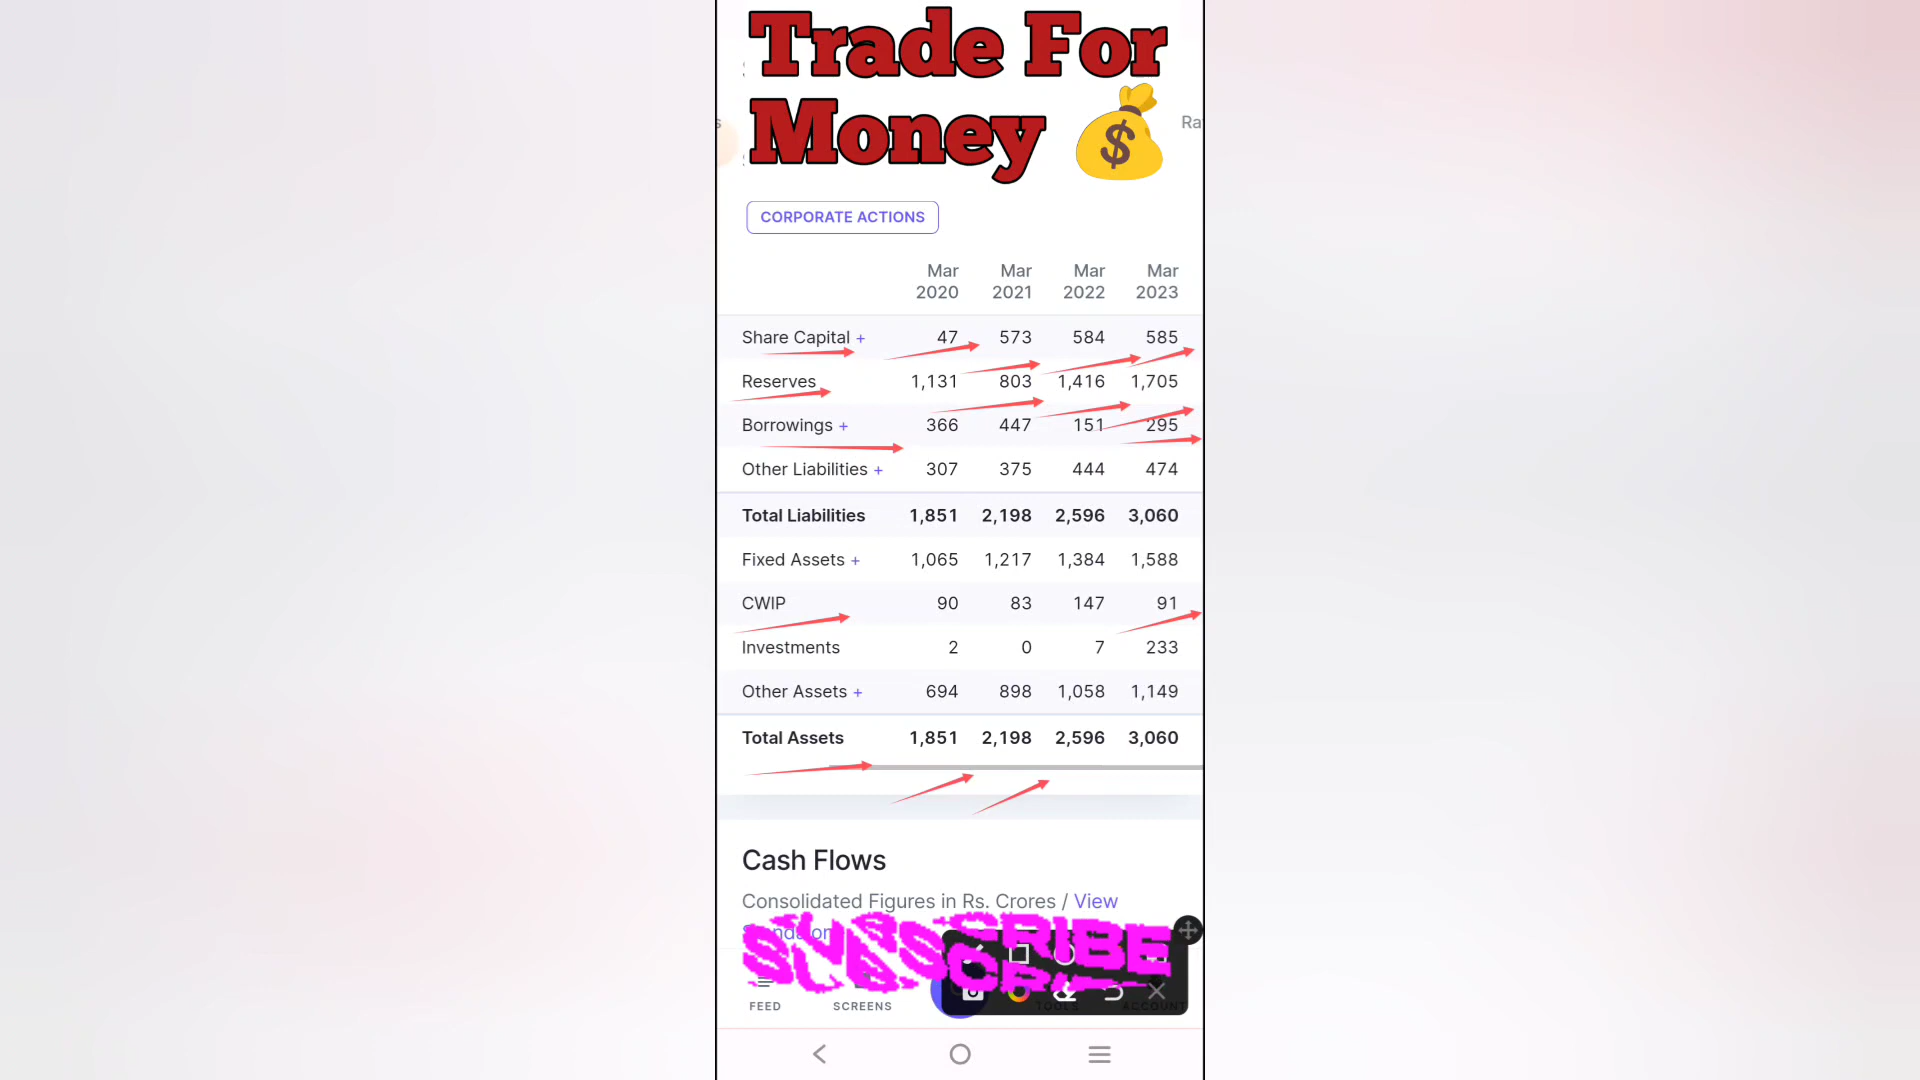 Trade For
Money
Ra
CORPORATE ACTIONS
Mar 2020 Mar 2021 Mar 2022 Mar 2023
Share Capital + 47 573 584 585
Reserves 1,131 803 1,416 1,705
Borrowings + 366 447 151 295
Other Liabilities + 307 375 444 474
Total Liabilities 1,851 2,198 2,596 3,060
Fixed Assets + 1,065 1,217 1,384 1,588
CWIP 90 83 147 91
Investments 2 0 7 233
Other Assets + 694 898 1,058 1,149
Total Assets 1,851 2,198 2,596 3,060
Cash Flows
Consolidated Figures in Rs. Crores / View
SUBSCRIBE
FEED SCREENS TOOLS ACCOUNT